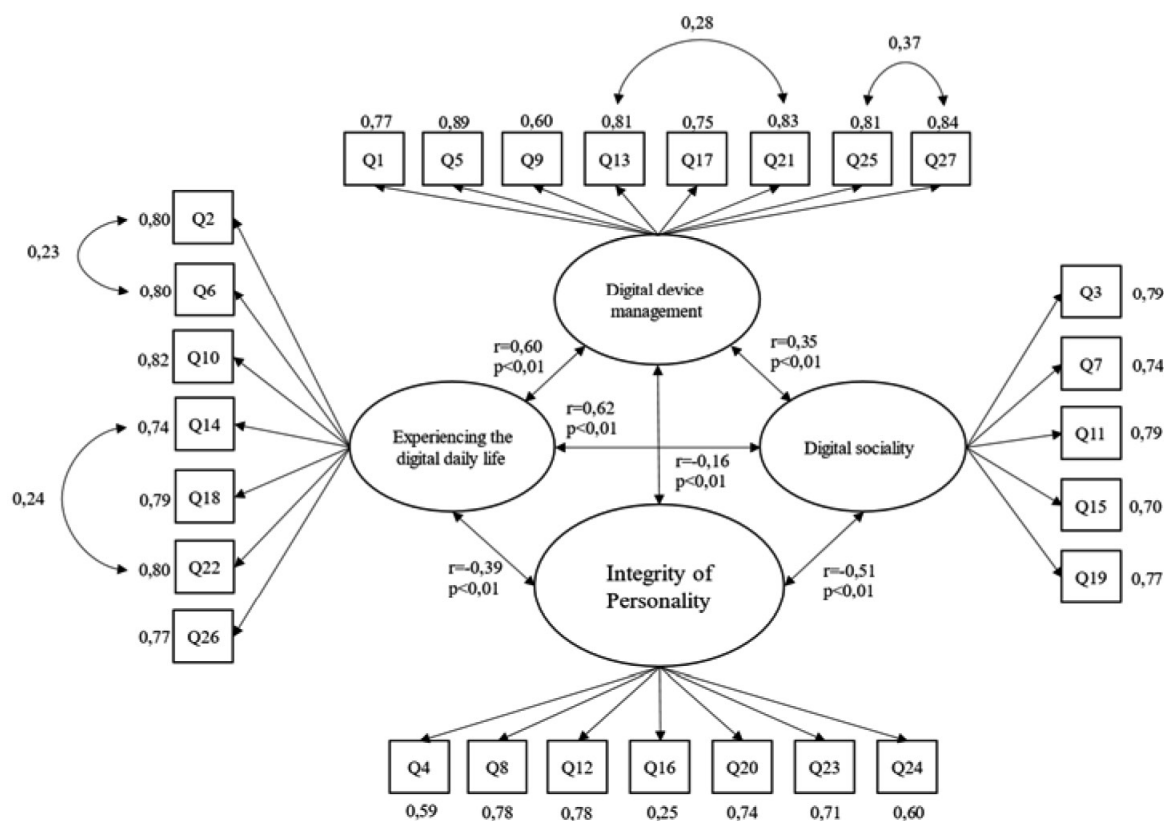 0,28
0,37
0,77 0,89 0,60 0,81 0,75 0,83 0,81 0,84
Q1 Q5 Q9 Q13 Q17 Q21 Q25 Q27
0,80 Q2
0,23
0,80 Q6
0,82 Q10
0,74 Q14
0,24
0,79 Q18
0,80 Q22
0,77 Q26
Digital device
management
r=0,60
p<0,01
r=0,35
p<0,01
Experiencing the
digital daily life
r=0,62
p<0,01
r=-0,16
p<0,01
Digital sociality
Q3 0,79
Q7 0,74
Q11 0,79
Q15 0,70
Q19 0,77
r=-0,39
p<0,01
Integrity of
Personality
r=-0,51
p<0,01
Q4 Q8 Q12 Q16 Q20 Q23 Q24
0,59 0,78 0,78 0,25 0,74 0,71 0,60